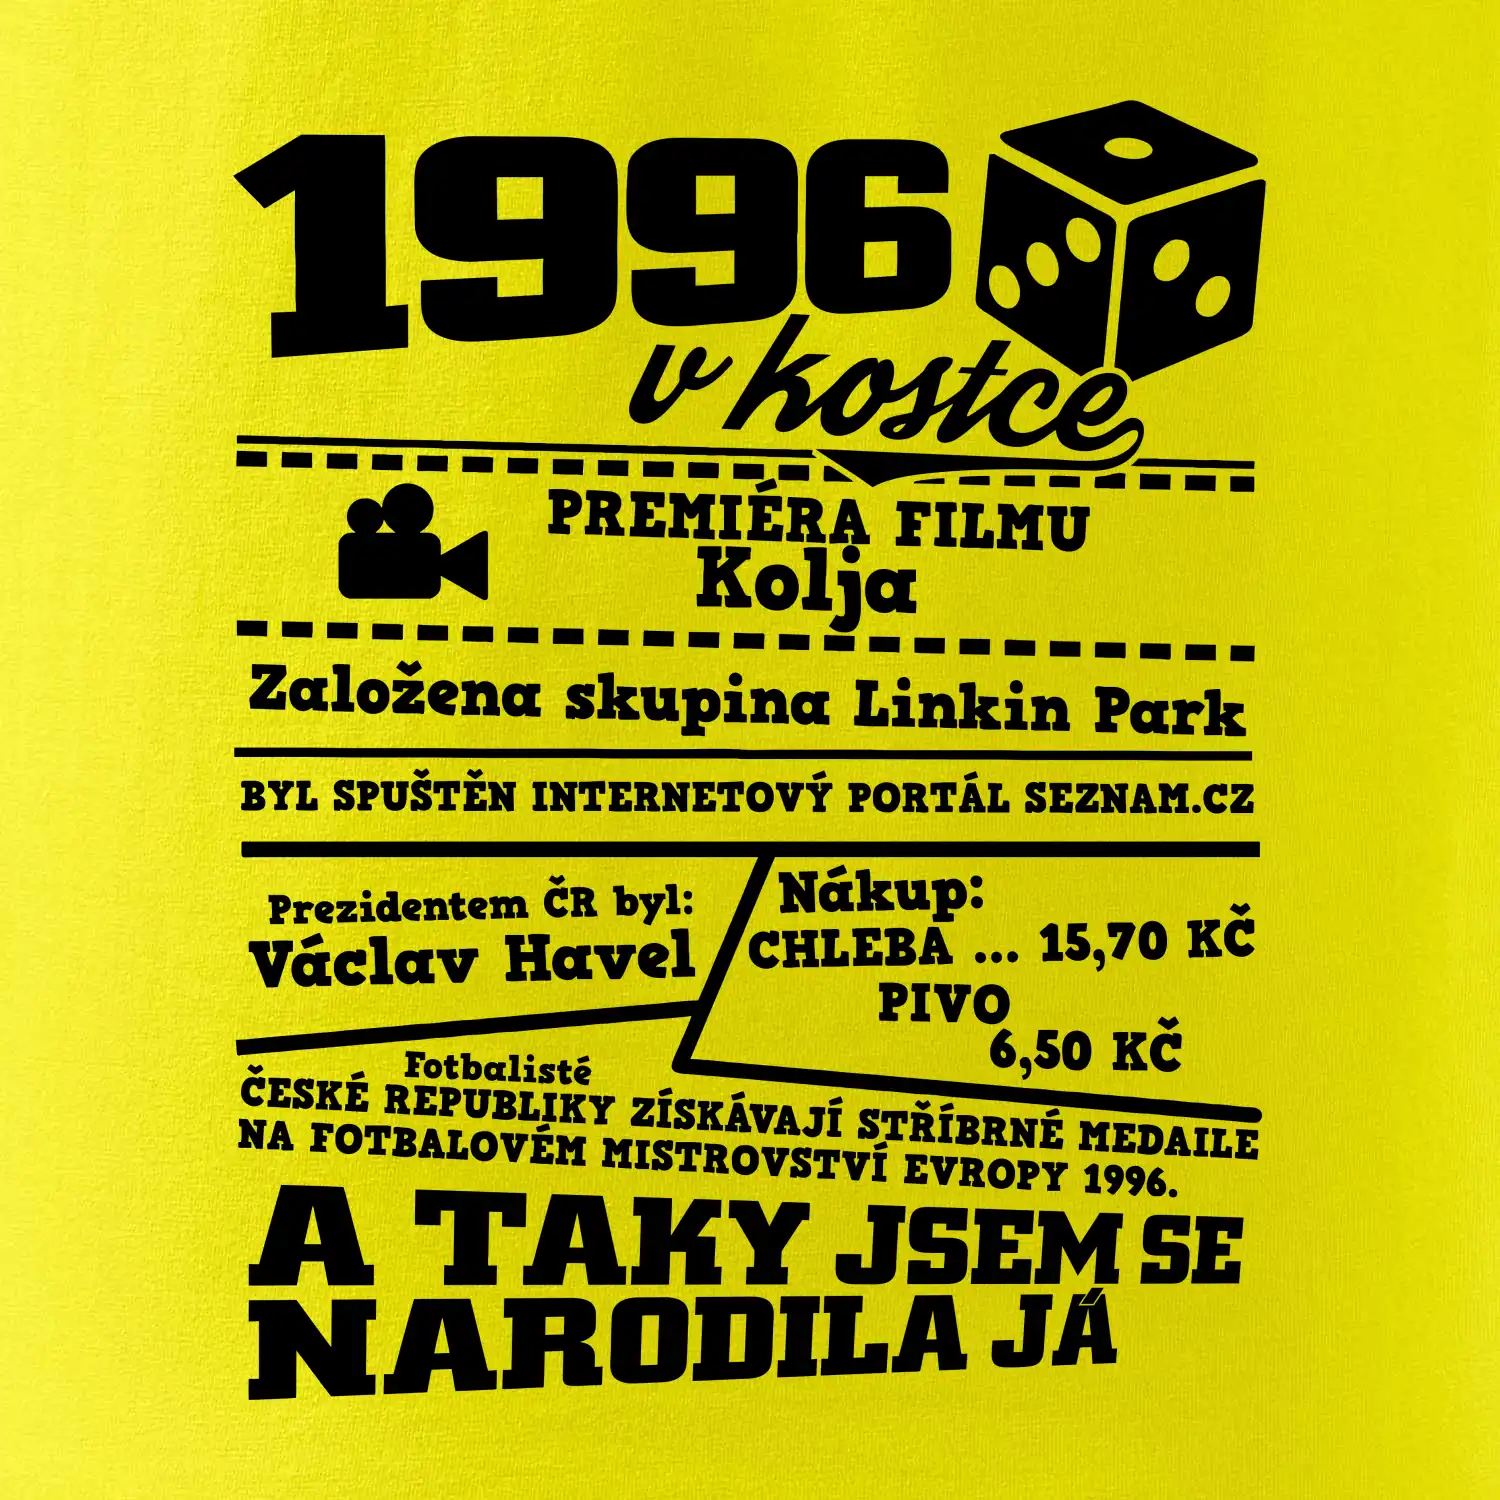 1996
v kostce
PREMIÉRA FILMU
Kolja
Založena skupina Linkin Park
BYL SPUŠTĚN INTERNETOVÝ PORTÁL SEZNAM.CZ
Prezidentem ČR byl:
Václav Havel
Nákup:
CHLEBA ... 15,70 KČ
PIVO
6,50 KČ
Fotbalisté
ČESKÉ REPUBLIKY ZÍSKÁVAJÍ STŘÍBRNÉ MEDAILE
NA FOTBALOVÉM MISTROVSTVÍ EVROPY 1996.
A TAKY JSEM SE
NARODILA JÁ